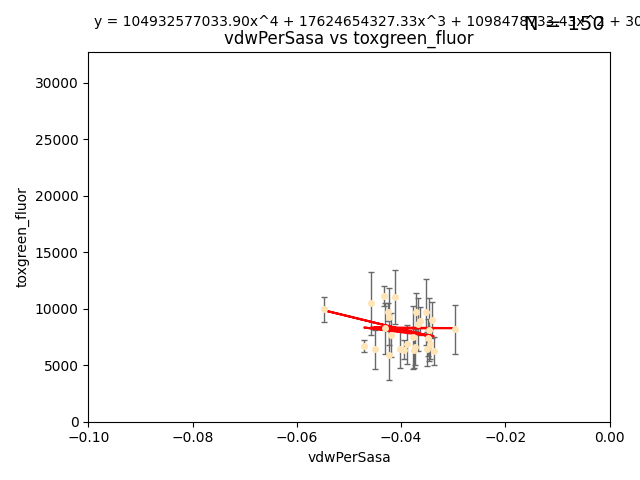 y = 104932577033.90x^4 + 17624654327.33x^3 + + 30
N = 150
vdwPerSasa vs toxgreen_fluor
30000
25000
20000
15000
10000
5000
0
toxgreen_fluor
−0.10 −0.08 −0.06 −0.04 −0.02 0.00
vdwPerSasa